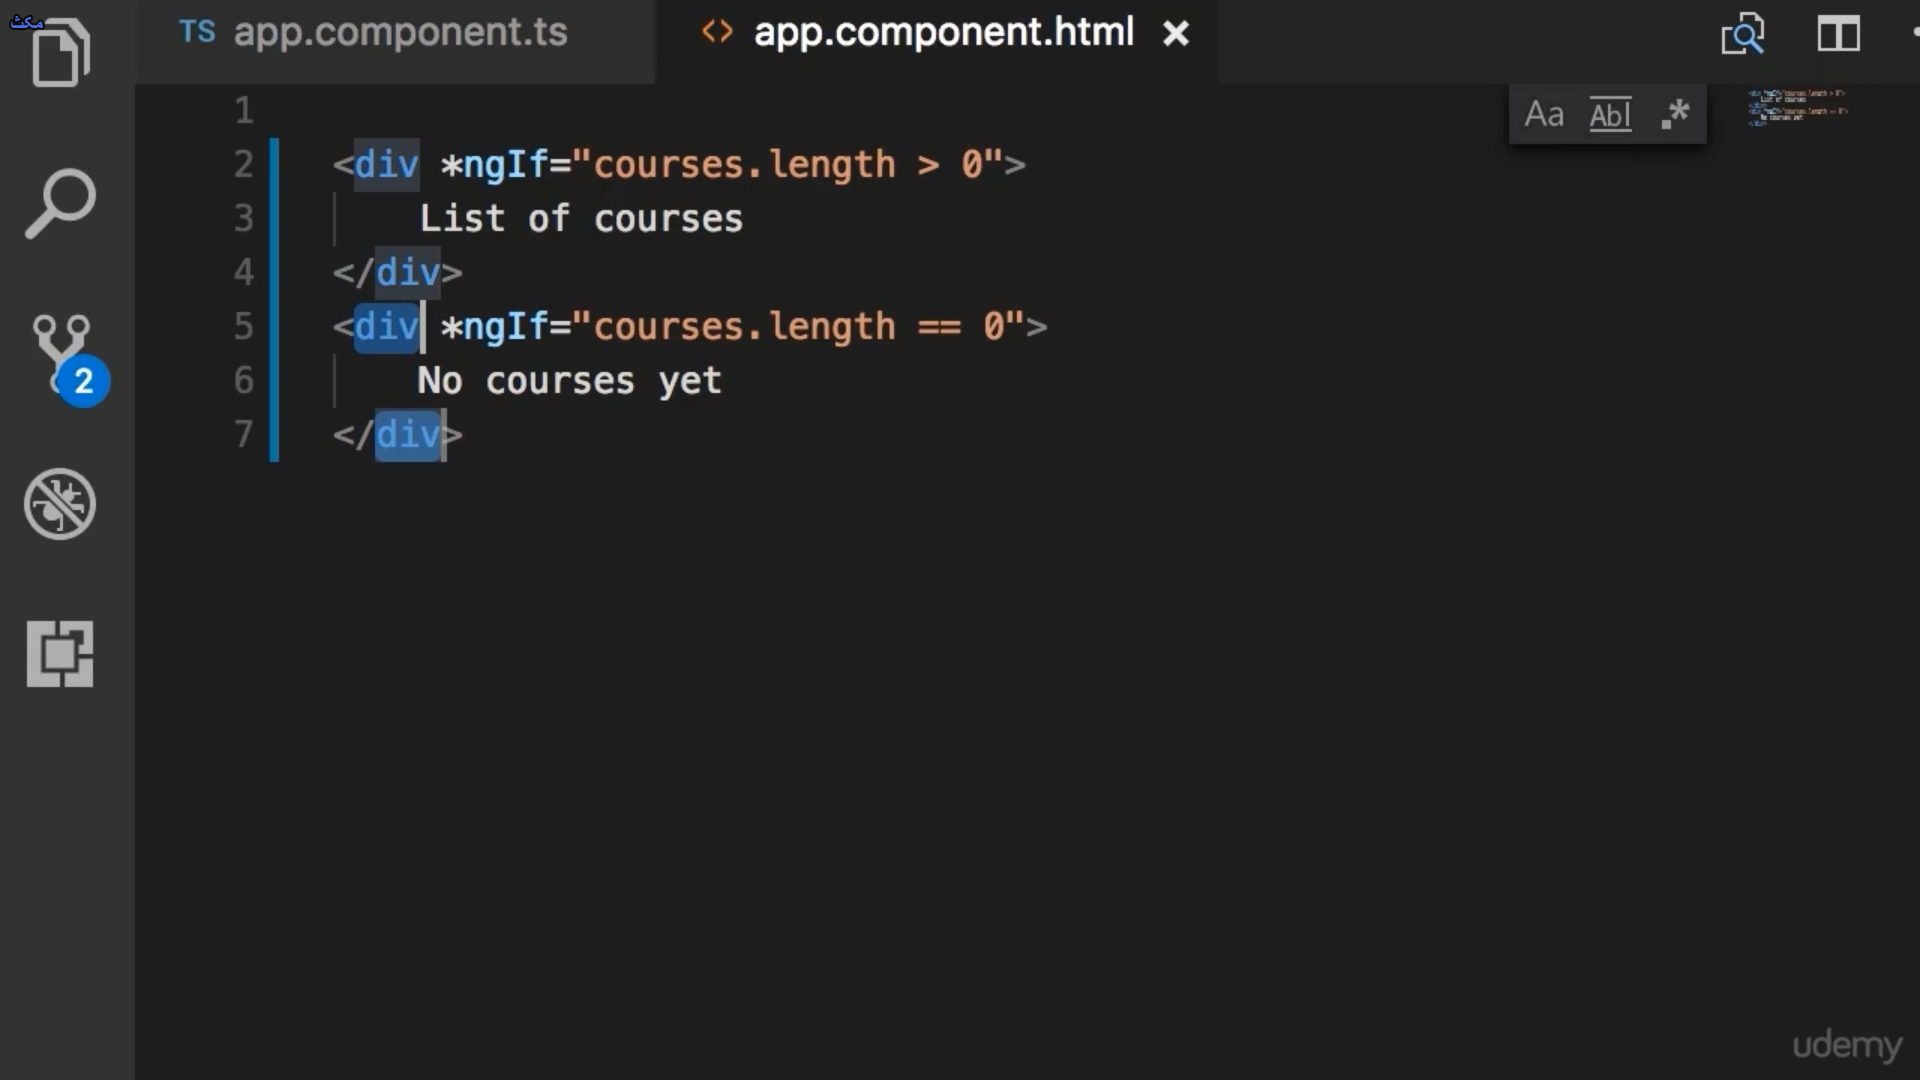 مكث
TS app.component.ts
<> app.component.html ×
Aa Abl .*
1
2 <div *ngIf="courses.length > 0">
3 List of courses
4 </div>
5 <div *ngIf="courses.length == 0">
6 No courses yet
7 </div>
2
udemy